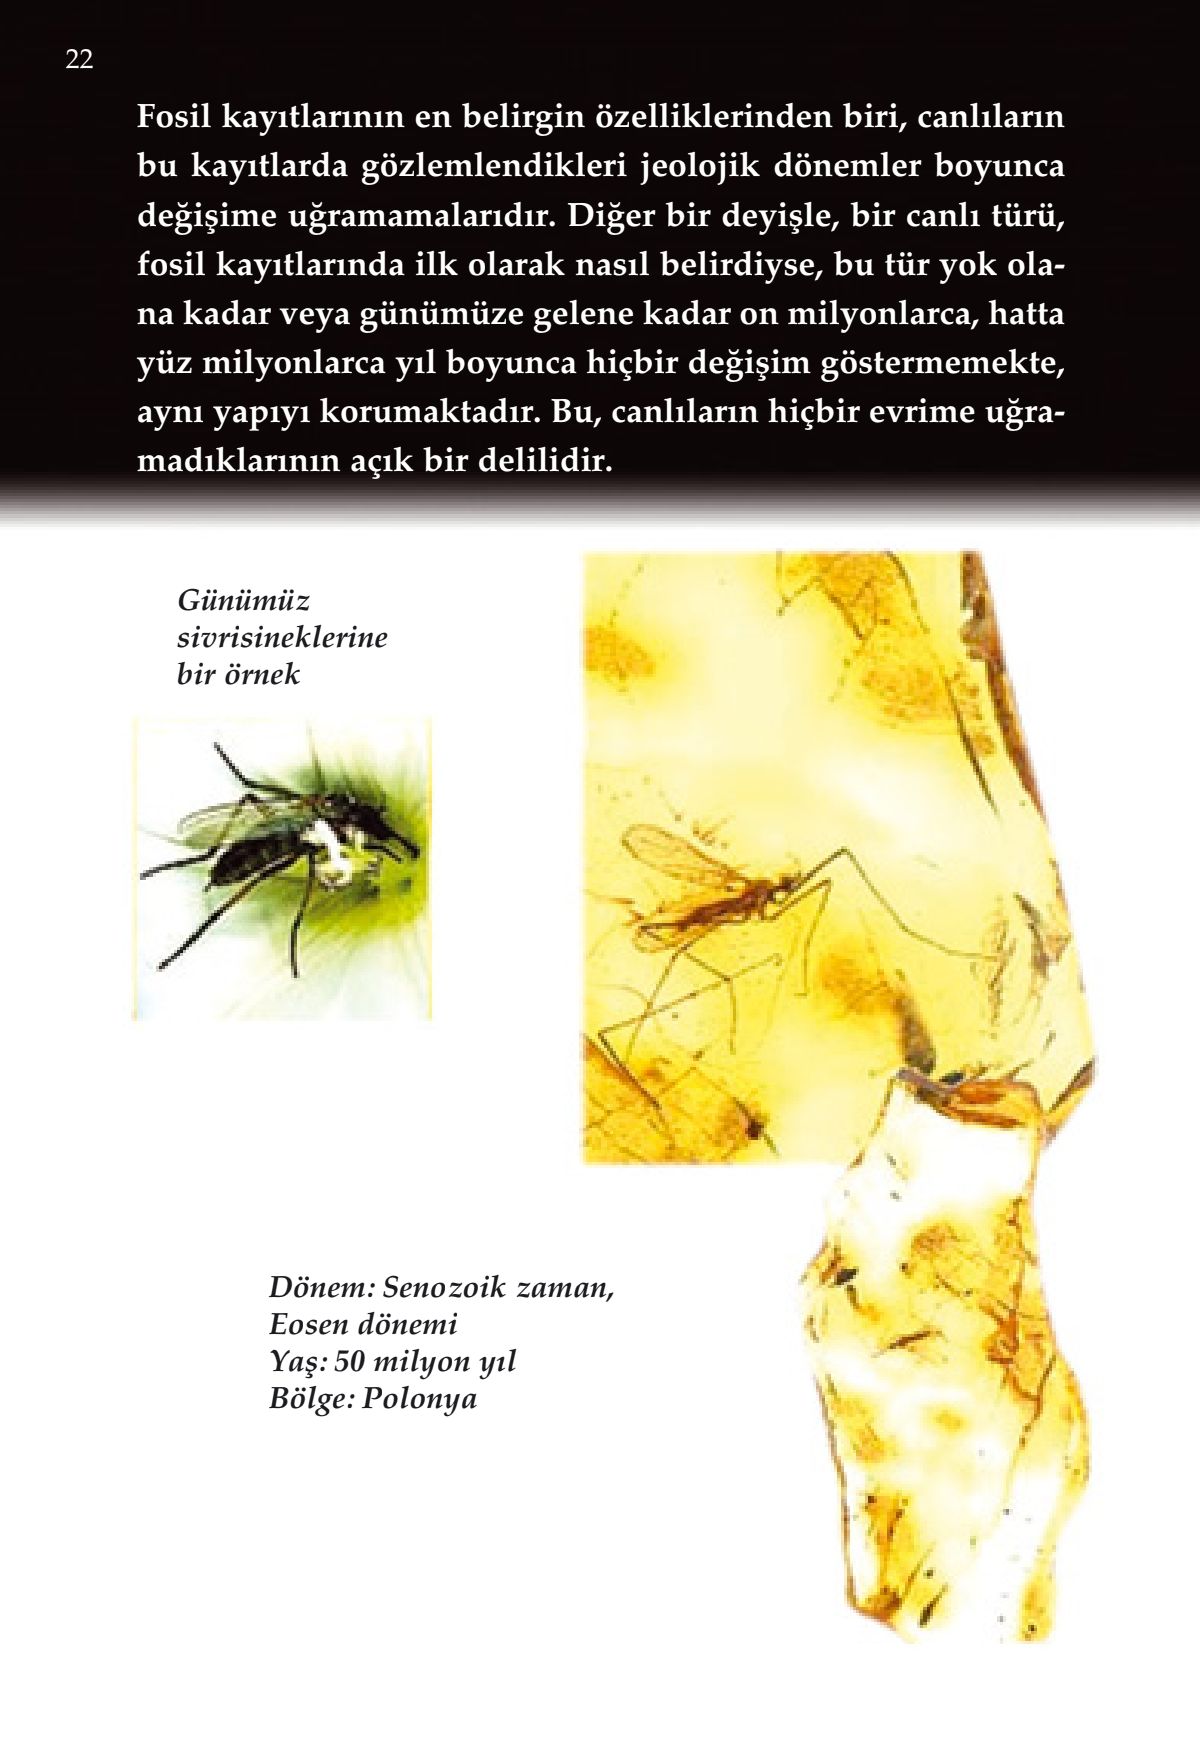 22
Fosil kayıtlarının en belirgin özelliklerinden biri, canlıların
bu kayıtlarda gözlemlendikleri jeolojik dönemler boyunca
değişime uğramamalarıdır. Diğer bir deyişle, bir canlı türü,
fosil kayıtlarında ilk olarak nasıl belirdiyse, bu tür yok ola-
na kadar veya günümüze gelene kadar on milyonlarca, hatta
yüz milyonlarca yıl boyunca hiçbir değişim göstermemekte,
aynı yapıyı korumaktadır. Bu, canlıların hiçbir evrime uğra-
madıklarının açık bir delilidir.
Günümüz
sivrisineklerine
bir örnek
Dönem: Senozoik zaman,
Eosen dönemi
Yaş: 50 milyon yıl
Bölge: Polonya